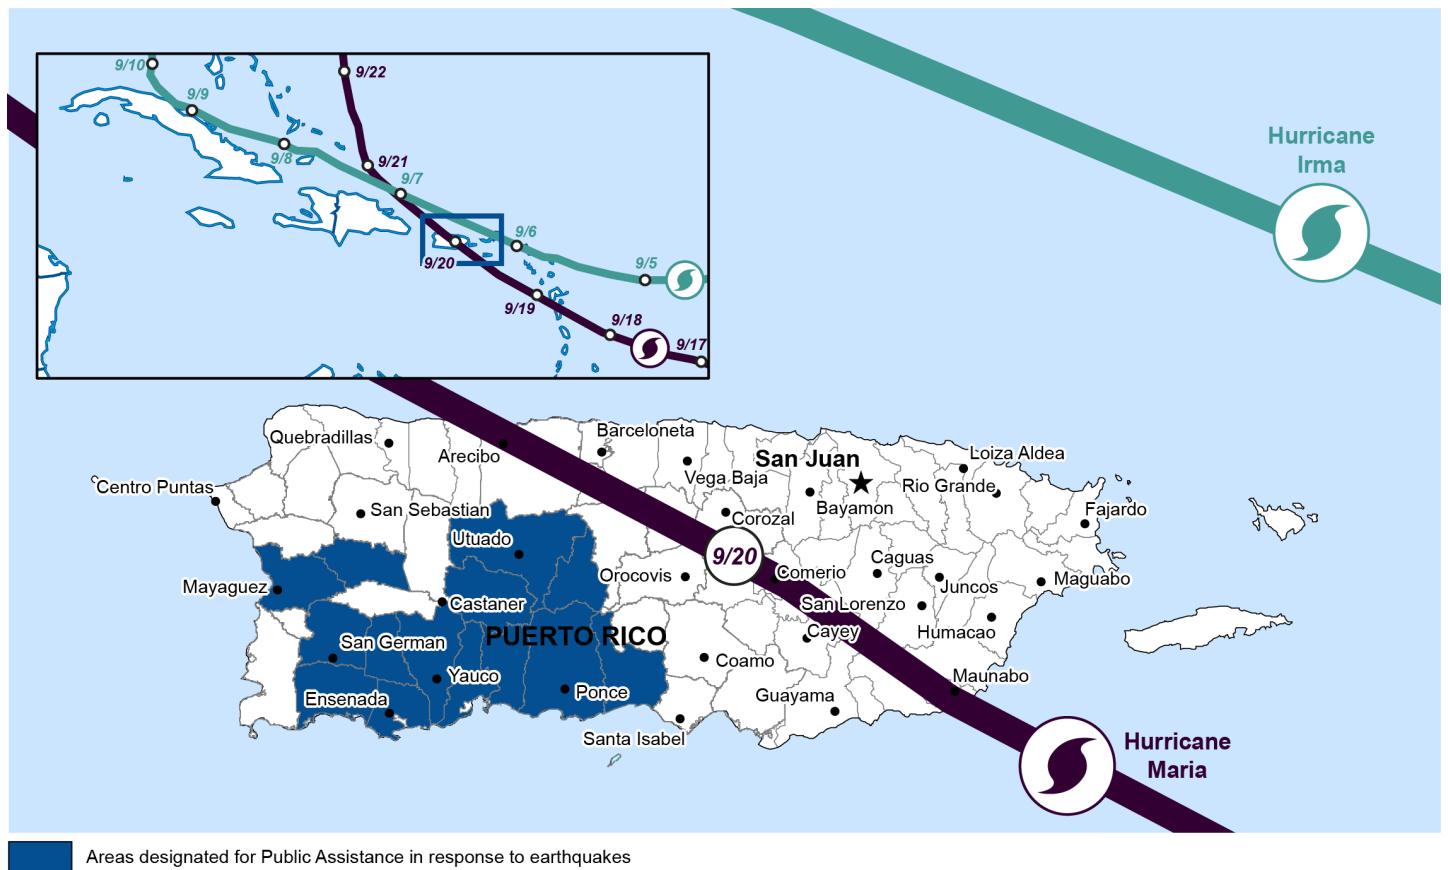 Hurricane
Irma
9/10
9/9
9/8
9/22
9/21
9/7
9/6
9/5
9/20
9/19
9/18
9/17
Quebradillas
Arecibo
Barceloneta
Vega Baja
San Juan
Loiza Aldea
Rio Grande
Bayamon
Fajardo
Centro Puntas
San Sebastian
Corozal
Utuado
9/20
Orocovis
Comerio
Caguas
Juncos
Maguabo
Mayaguez
Castaner
San Lorenzo
Humacao
Cayey
PUERTO RICO
San German
Coamo
Yauco
Maunabo
Ensenada
Ponce
Guayama
Santa Isabel
Hurricane
Maria
Areas designated for Public Assistance in response to earthquakes